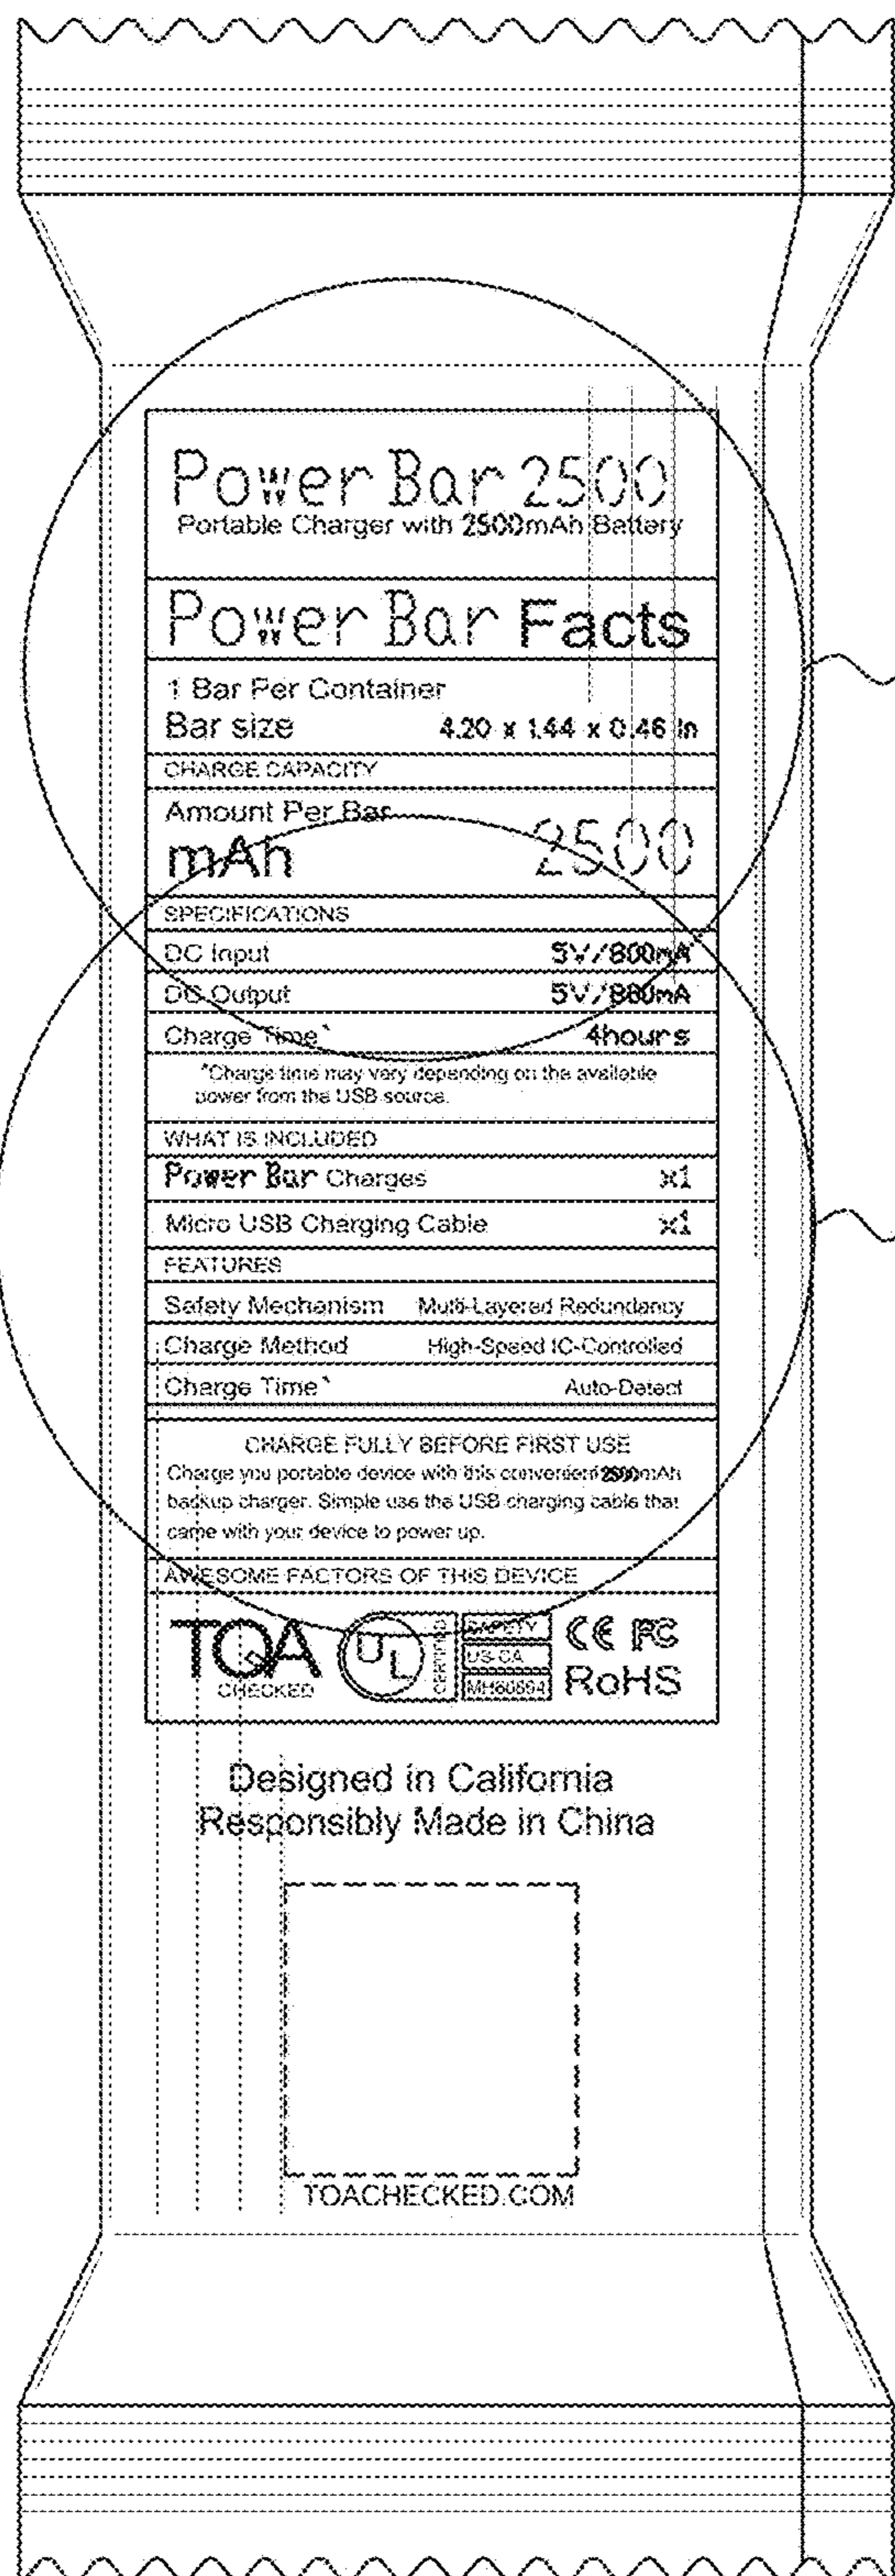 Power Bar 2500
Portable Charger with 2500mAh Battery
Power Bar Facts
1 Bar Per Container
Bar size 4.20 x 1.44 x 0.46 in
CHARGE CAPACITY
Amount Per Bar
mAh 2500
SPECIFICATIONS
DC Input 5V/800mA
DC Output 5V/800mA
Charge Time* 4hours
*Charge time may vary depending on the available
power from the USB source.
WHAT IS INCLUDED
Power Bar Charges x1
Micro USB Charging Cable x1
FEATURES
Safety Mechanism Multi-Layered Redundancy
Charge Method High-Speed IC-Controlled
Charge Time* Auto-Detect
CHARGE FULLY BEFORE FIRST USE
Charge you portable device with this convenient 2500mAh
backup charger. Simple use the USB charging cable that
came with your device to power up.
AWESOME FACTORS OF THIS DEVICE
TOA CHECKED
UL CERTIFIED
SAFETY
US-CA
CE FC
RoHS
Designed in California
Responsibly Made in China
TOACHECKED.COM